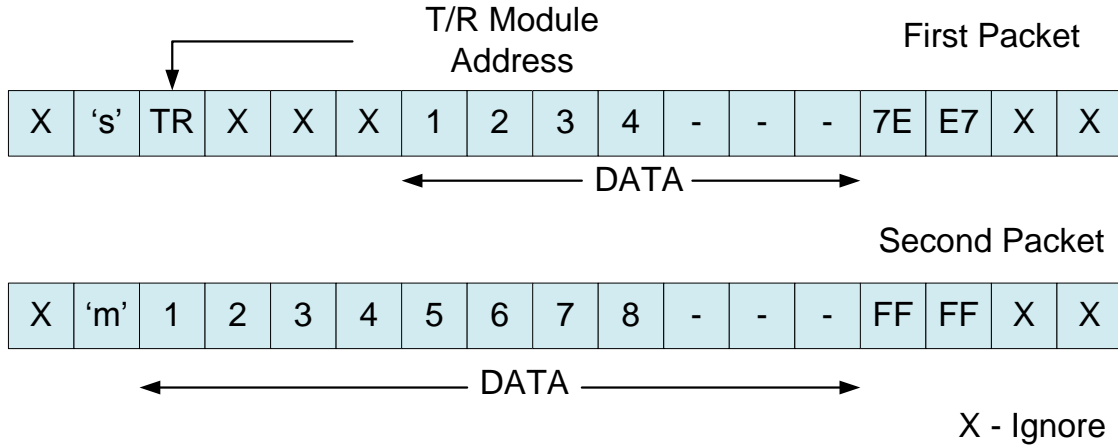 T/R Module
Address
First Packet
X ‘s’ TR X X X 1 2 3 4 - - - 7E E7 X X
DATA
Second Packet
X ‘m’ 1 2 3 4 5 6 7 8 - - - FF FF X X
DATA
X - Ignore